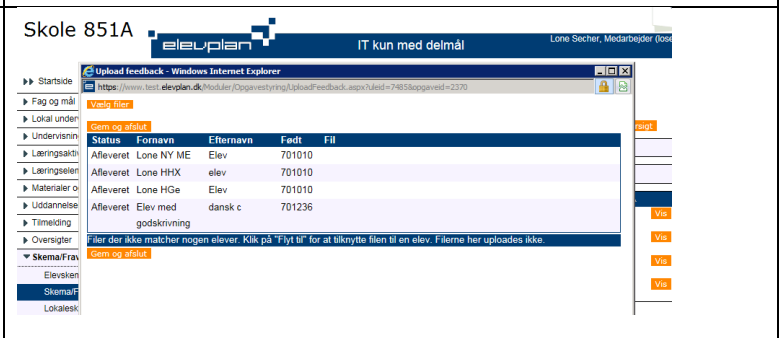 Skole 851A
elevplan
IT kun med delmål
Lone Secher, Medarbejder (lose
Upload feedback - Windows Internet Explorer
https://www.test.elevplan.dk/Moduler/Opgavestyring/UploadFeedback.aspx?uleid=7485&opgaveid=2370
Vælg filer
Gem og afslut
Status Fornavn Efternavn Født Fil
Afleveret Lone NY ME Elev 701010
Afleveret Lone HHX elev 701010
Afleveret Lone HGe Elev 701010
Afleveret Elev med godskrivning dansk c 701236
Filer der ikke matcher nogen elever. Klik på "Flyt til" for at tilknytte filen til en elev. Filerne her uploades ikke.
Gem og afslut
Startside
Fag og mål
Lokal underv
Undervisnin
Læringsaktiv
Læringselen
Materialer o
Uddannelse
Tilmelding
Oversigter
Skema/Frav
Elevsken
Skema/F
Lokalesk
rsigt
Vis
Vis
Vis
Vis